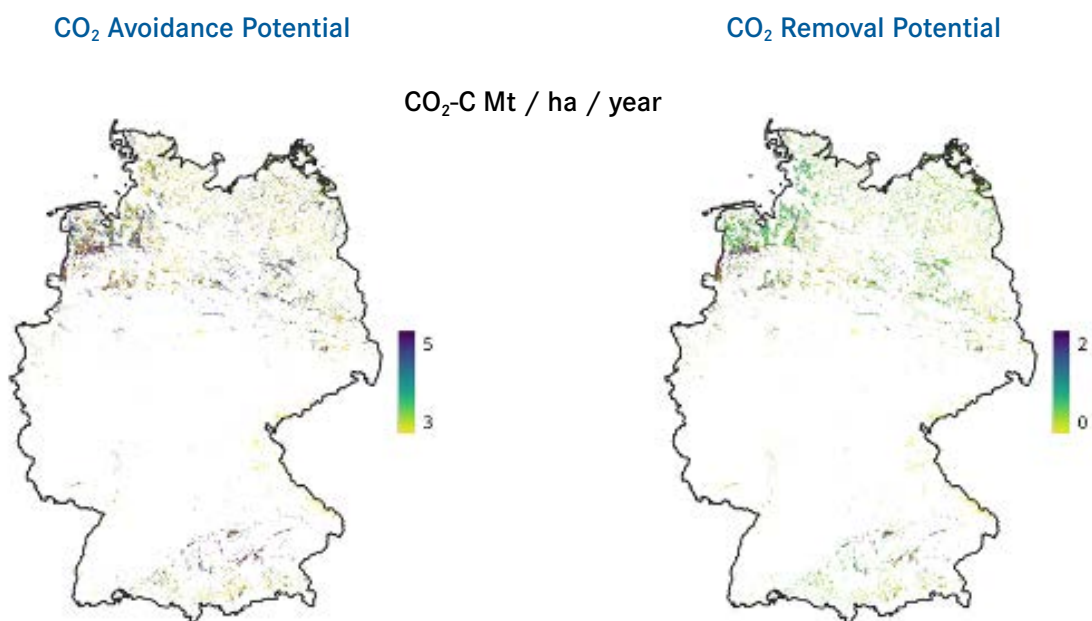 CO₂ Avoidance Potential
CO₂ Removal Potential
CO₂-C Mt / ha / year
5
3
2
0